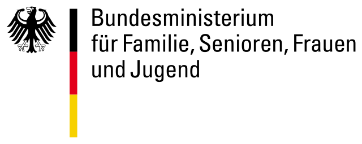 Bundesministerium
für Familie, Senioren, Frauen
und Jugend